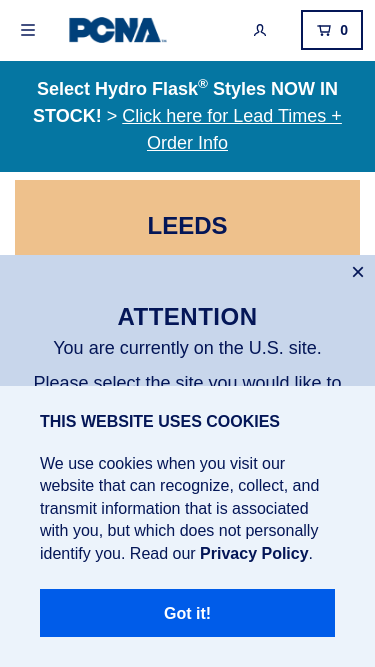 PCNA
0
Select Hydro Flask® Styles NOW IN
STOCK! > Click here for Lead Times +
Order Info
LEEDS
×
ATTENTION
You are currently on the U.S. site.
Please select the site you would like to
THIS WEBSITE USES COOKIES
We use cookies when you visit our
website that can recognize, collect, and
transmit information that is associated
with you, but which does not personally
identify you. Read our Privacy Policy.
Got it!